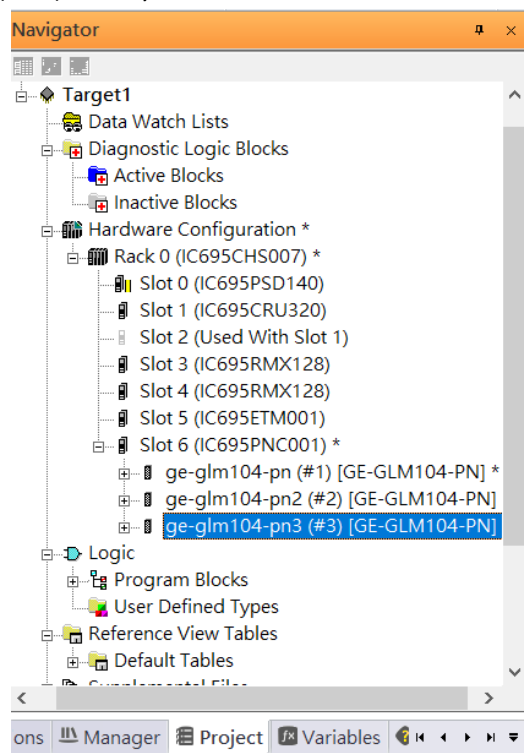 Navigator
Target1
Data Watch Lists
Diagnostic Logic Blocks
Active Blocks
Inactive Blocks
Hardware Configuration *
Rack 0 (IC695CHS007) *
Slot 0 (IC695PSD140)
Slot 1 (IC695CRU320)
Slot 2 (Used With Slot 1)
Slot 3 (IC695RMX128)
Slot 4 (IC695RMX128)
Slot 5 (IC695ETM001)
Slot 6 (IC695PNC001) *
ge-glm104-pn (#1) [GE-GLM104-PN] *
ge-glm104-pn2 (#2) [GE-GLM104-PN]
ge-glm104-pn3 (#3) [GE-GLM104-PN]
Logic
Program Blocks
User Defined Types
Reference View Tables
Default Tables
ons Manager Project Variables